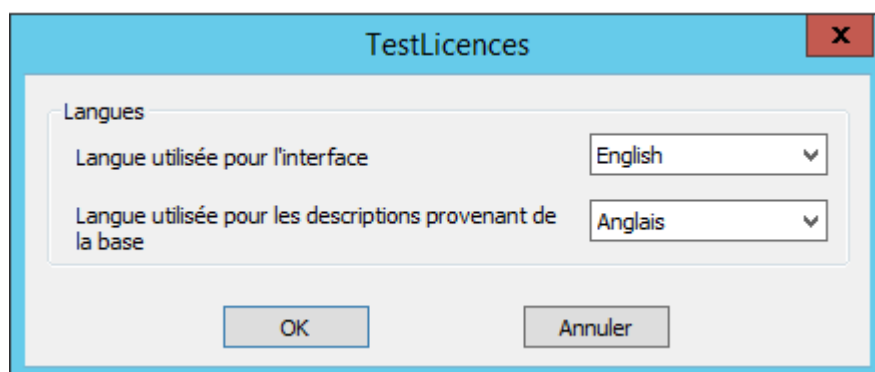 TestLicences
x
Langues
Langue utilisée pour l'interface
English
Langue utilisée pour les descriptions provenant de
la base
Anglais
OK
Annuler